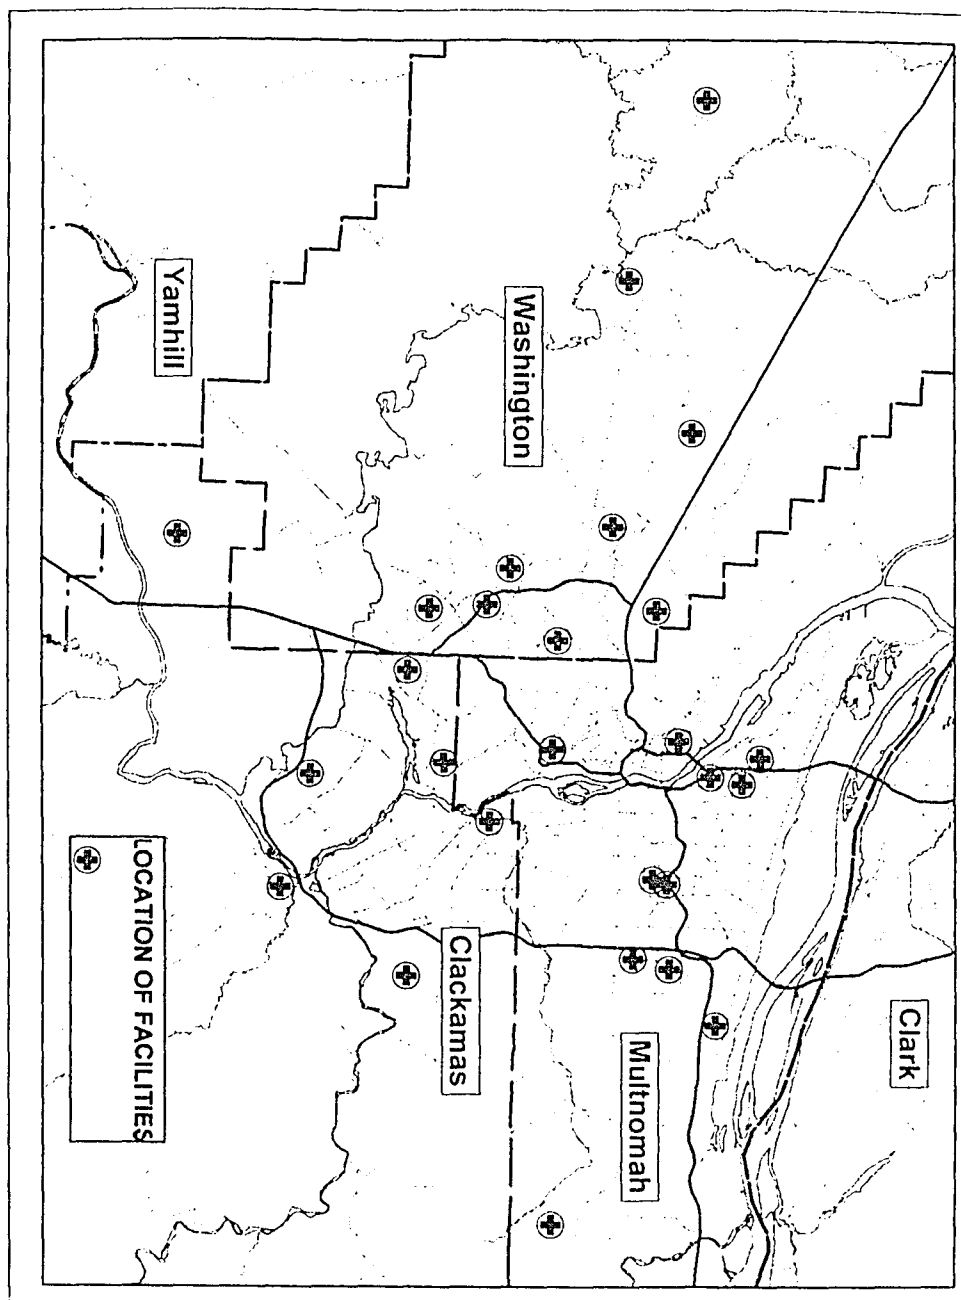 Clark
Washington
Multnomah
Yamhill
Clackamas
LOCATION OF FACILITIES